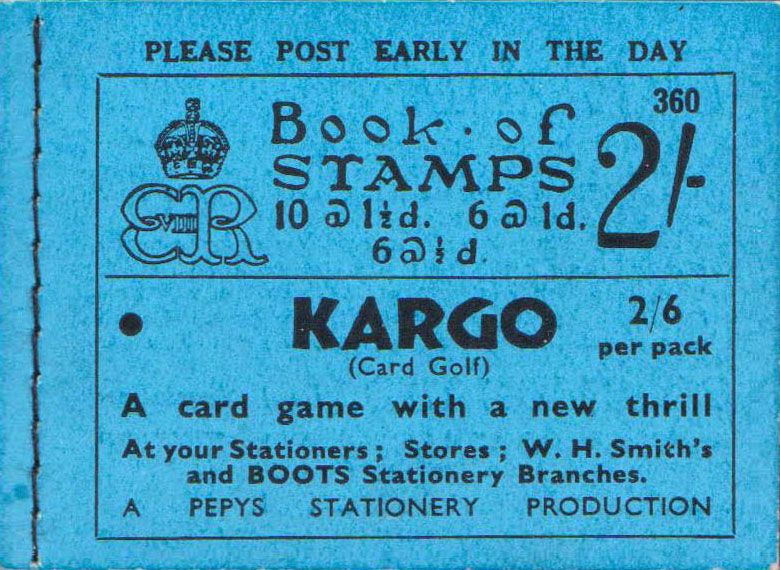 PLEASE POST EARLY IN THE DAY
360
Book · of
STAMPS
2/-
10 @ 1½d. 6 @ 1d.
6 @ ½d.
EVIIIR
• KARGO 2/6
(Card Golf) per pack
A card game with a new thrill
At your Stationers; Stores; W. H. Smith's
and BOOTS Stationery Branches.
A PEPYS STATIONERY PRODUCTION